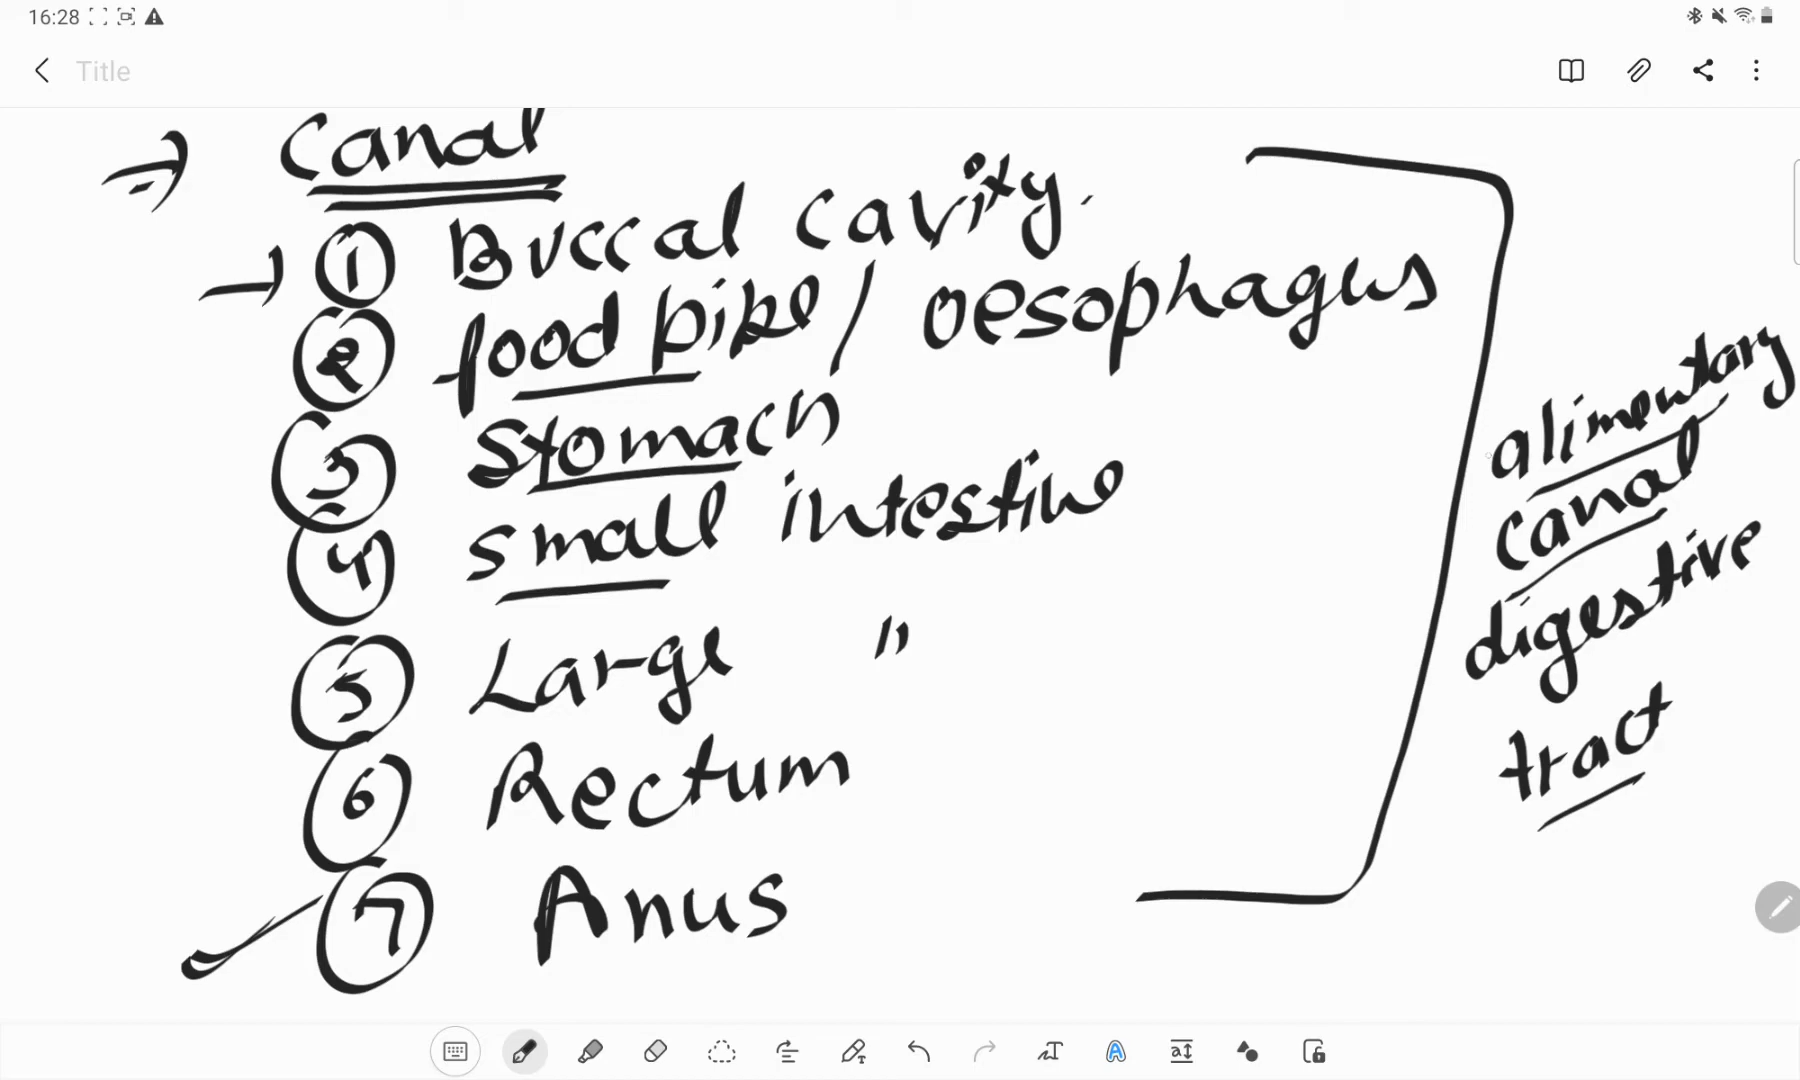 16:28
Title
Canal
① Buccal cavity.
② food pipe / oesophagus
③ Stomach
④ small intestine
⑤ Large "
⑥ Rectum
⑦ Anus
alimentary
canal
digestive
tract